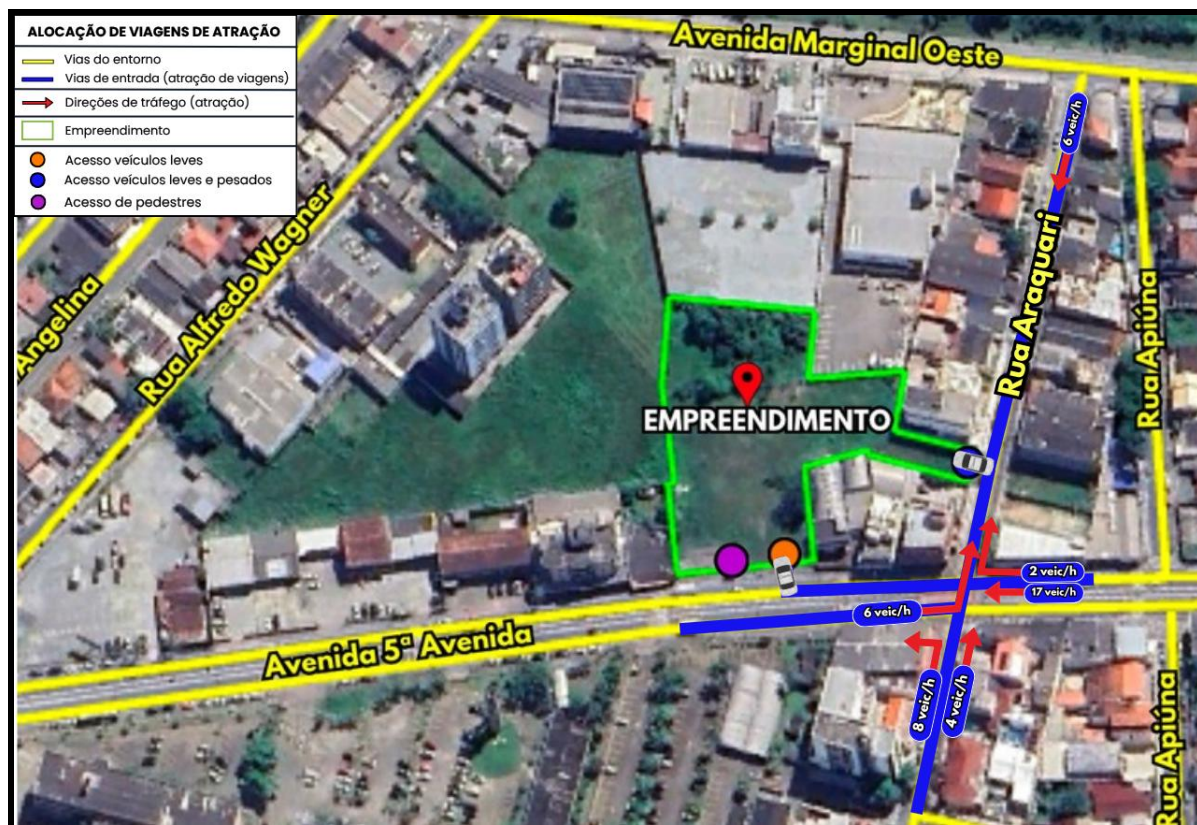 ALOCAÇÃO DE VIAGENS DE ATRAÇÃO
Vias do entorno
Vias de entrada (atração de viagens)
Direções de tráfego (atração)
Empreendimento
Acesso veículos leves
Acesso veículos leves e pesados
Acesso de pedestres
Avenida Marginal Oeste
6 veic/h
Angelina
Rua Alfredo Wagner
Rua Araquari
Rua Apiúna
EMPREENDIMENTO
2 veic/h
17 veic/h
6 veic/h
Avenida 5ª Avenida
8 veic/h
4 veic/h
Rua Apiúna